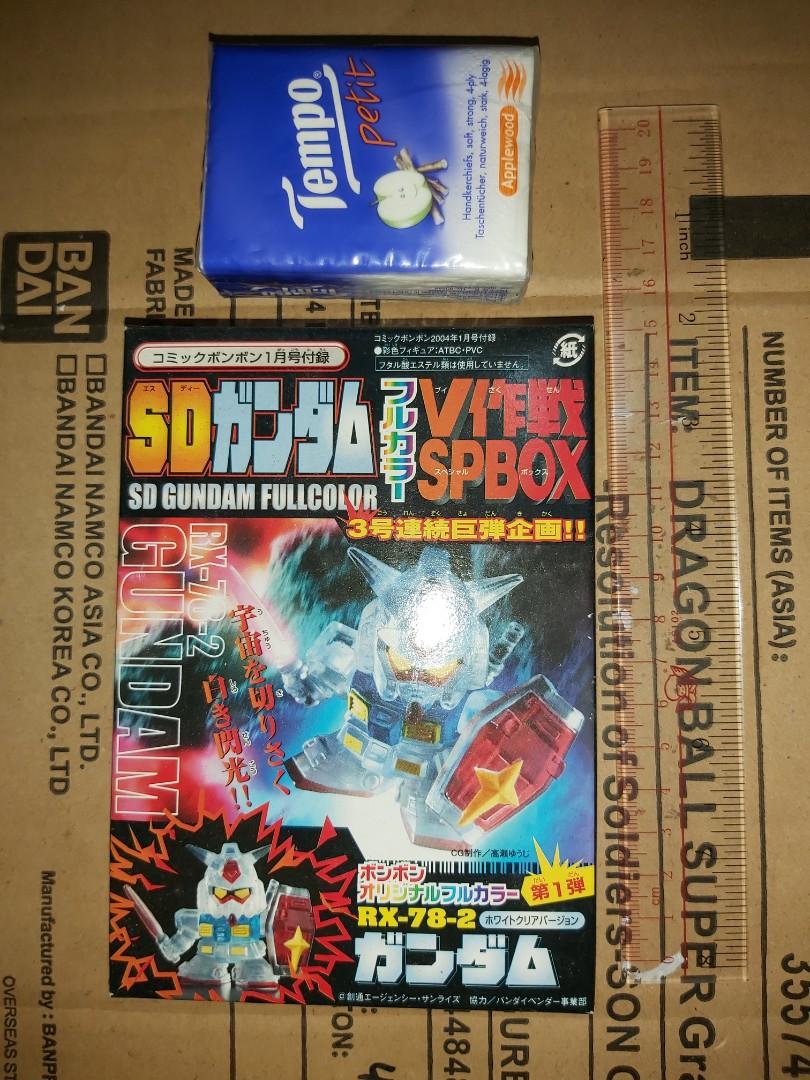 Tempo®
petit
Handkerchiefs, soft, strong, 4-ply
Taschentücher, naturweich, stark, 4-lagig
Applewood
コミックボンボン1月号付録
コミックボンボン2004年1月号付録
●彩色フィギュア:ATBC・PVC
フタル酸エステル類は使用していません。
紙
SDガンダム
フルカラー
V作戦
SPBOX
SD GUNDAM FULLCOLOR
3号連続巨弾企画!!
RX-78-2
GUNDAM
宇宙を切りさく
白き閃光!!
CG制作/高瀬ゆうじ
ボンボン
オリジナルフルカラー
第1弾
RX-78-2
ホワイトクリアバージョン
ガンダム
©創通エージェンシー・サンライズ 協力/バンダイベンダー事業部
BAN
DAI
MADE
FABRI
□BANDAI NAMCO ASIA CO., LTD.
□BANDAI NAMCO KOREA CO., LTD
Manufactured by : BANPR
OVERSEAS ST
NUMBER OF ITEMS (ASIA):
ITEM: DRAGON BALL SUPER Gra
-Resolution of Soldiers-SON G
1 inch
2
20
19
18
17